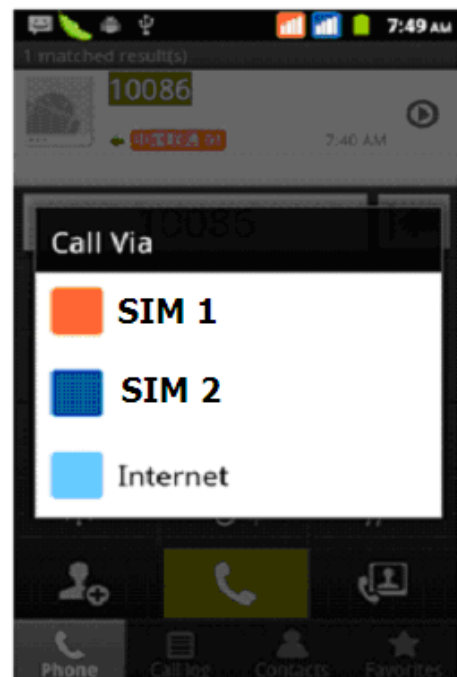 7:49 AM
1 matched result(s)
10086
7:40 AM
10086
Call Via
SIM 1
SIM 2
Internet
Phone
Call log
Contacts
Favorites